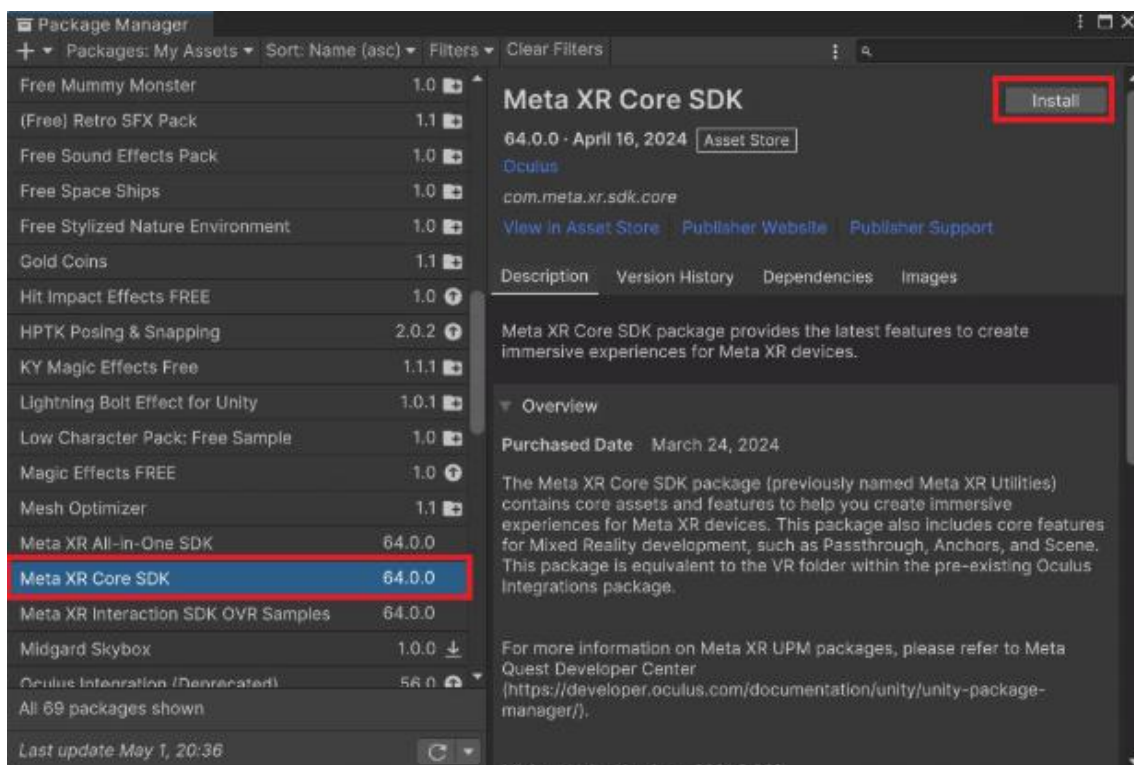 Package Manager
Packages: My Assets Sort: Name (asc) Filters Clear Filters
Free Mummy Monster 1.0
(Free) Retro SFX Pack 1.1
Free Sound Effects Pack 1.0
Free Space Ships 1.0
Free Stylized Nature Environment 1.0
Gold Coins 1.1
Hit Impact Effects FREE 1.0
HPTK Posing & Snapping 2.0.2
KY Magic Effects Free 1.1.1
Lightning Bolt Effect for Unity 1.0.1
Low Character Pack: Free Sample 1.0
Magic Effects FREE 1.0
Mesh Optimizer 1.1
Meta XR All-in-One SDK 64.0.0
Meta XR Core SDK 64.0.0
Meta XR Interaction SDK OVR Samples 64.0.0
Midgard Skybox 1.0.0
Oculus Integration (Deprecated) 56.0
All 69 packages shown
Last update May 1, 20:36
Meta XR Core SDK
Install
64.0.0 · April 16, 2024 Asset Store
Oculus
com.meta.xr.sdk.core
View in Asset Store Publisher Website Publisher Support
Description Version History Dependencies Images
Meta XR Core SDK package provides the latest features to create
immersive experiences for Meta XR devices.
Overview
Purchased Date March 24, 2024
The Meta XR Core SDK package (previously named Meta XR Utilities)
contains core assets and features to help you create immersive
experiences for Meta XR devices. This package also includes core features
for Mixed Reality development, such as Passthrough, Anchors, and Scene.
This package is equivalent to the VR folder within the pre-existing Oculus
Integrations package.
For more information on Meta XR UPM packages, please refer to Meta
Quest Developer Center
(https://developer.oculus.com/documentation/unity/unity-package-
manager/).